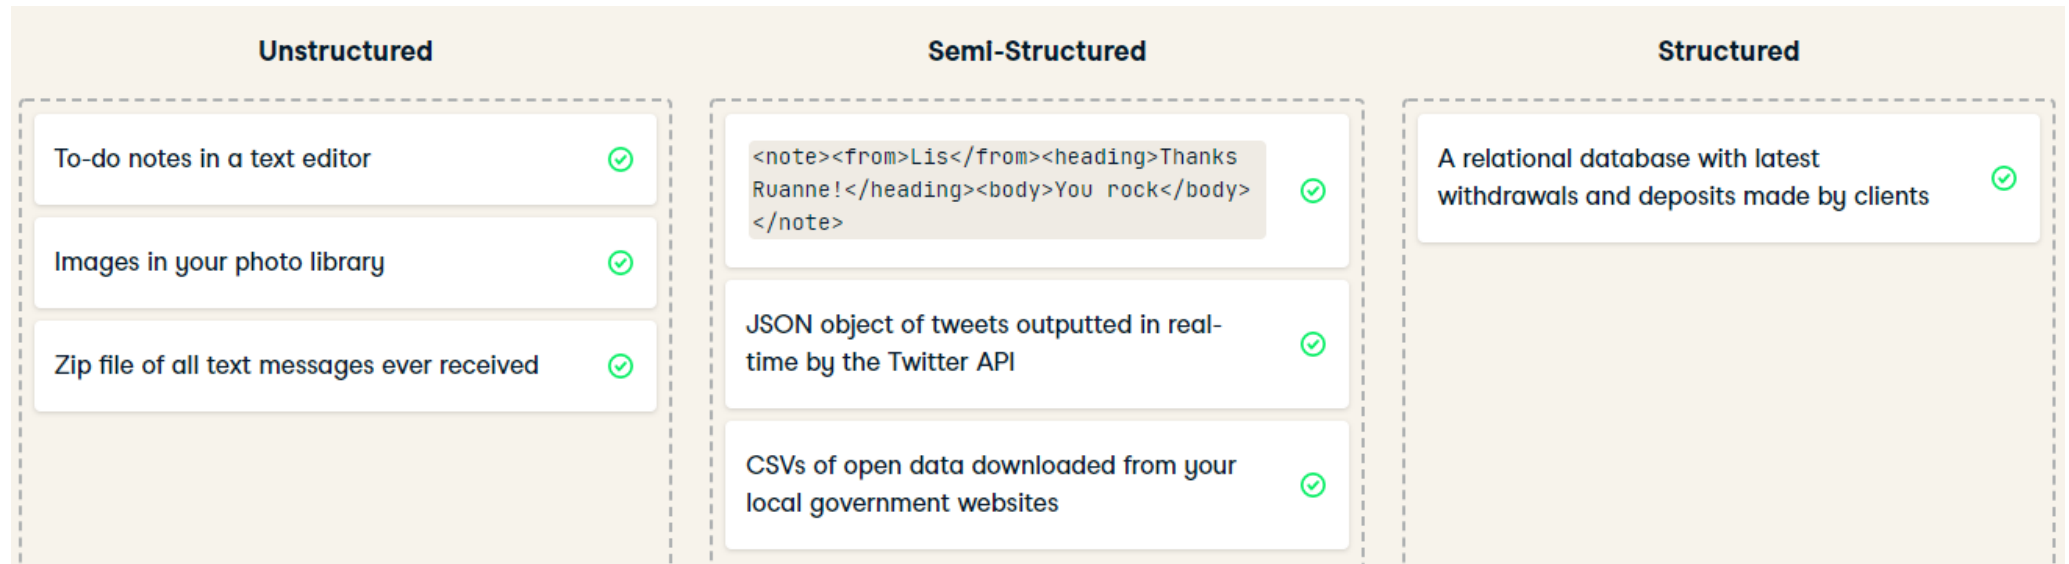 Unstructured
To-do notes in a text editor
Images in your photo library
Zip file of all text messages ever received
Semi-Structured
<note><from>Lis</from><heading>Thanks
Ruanne!</heading><body>You rock</body>
</note>
JSON object of tweets outputted in real-
time by the Twitter API
CSVs of open data downloaded from your
local government websites
Structured
A relational database with latest
withdrawals and deposits made by clients